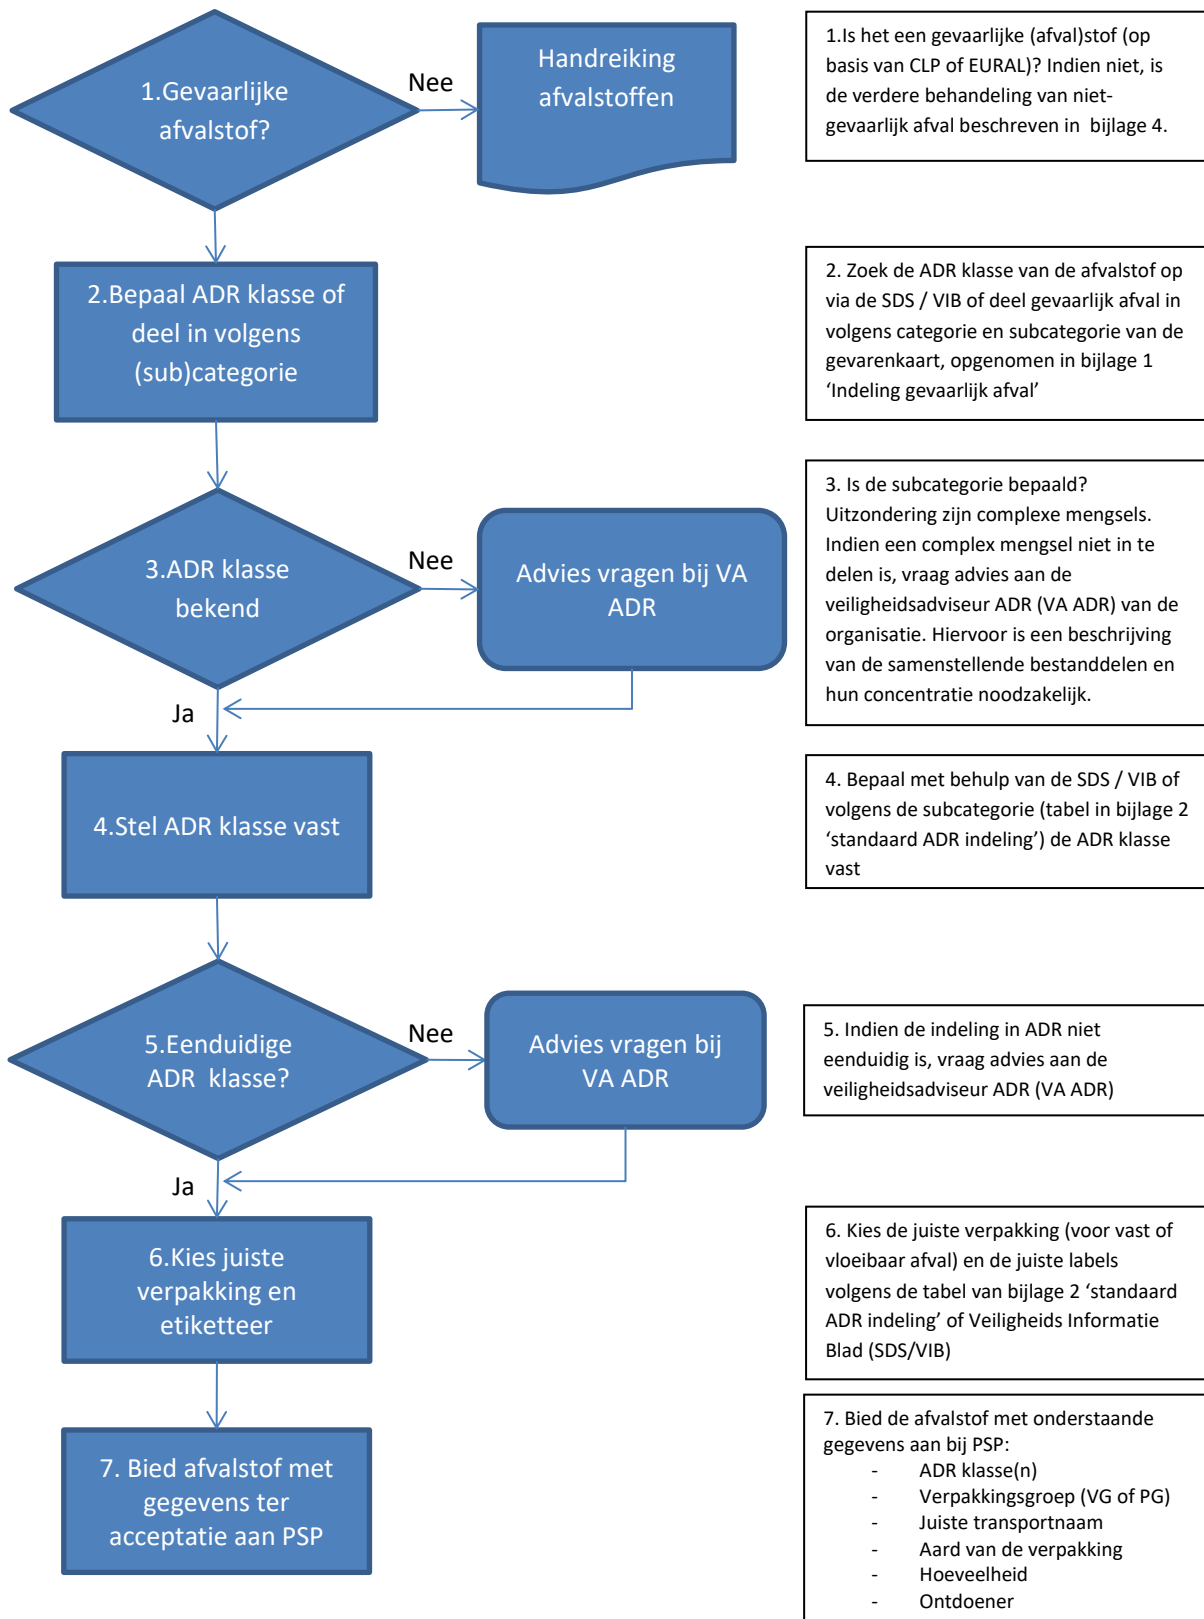 1.Gevaarlijke
afvalstof?
Nee
Handreiking
afvalstoffen
1.Is het een gevaarlijke (afval)stof (op
basis van CLP of EURAL)? Indien niet, is
de verdere behandeling van niet-
gevaarlijk afval beschreven in bijlage 4.
2.Bepaal ADR klasse of
deel in volgens
(sub)categorie
2. Zoek de ADR klasse van de afvalstof op
via de SDS / VIB of deel gevaarlijk afval in
volgens categorie en subcategorie van de
gevarenkaart, opgenomen in bijlage 1
‘Indeling gevaarlijk afval’
3.ADR klasse
bekend
Nee
Advies vragen bij VA
ADR
Ja
3. Is de subcategorie bepaald?
Uitzondering zijn complexe mengsels.
Indien een complex mengsel niet in te
delen is, vraag advies aan de
veiligheidsadviseur ADR (VA ADR) van de
organisatie. Hiervoor is een beschrijving
van de samenstellende bestanddelen en
hun concentratie noodzakelijk.
4.Stel ADR klasse vast
4. Bepaal met behulp van de SDS / VIB of
volgens de subcategorie (tabel in bijlage 2
‘standaard ADR indeling’) de ADR klasse
vast
5.Eenduidige
ADR klasse?
Nee
Advies vragen bij
VA ADR
Ja
5. Indien de indeling in ADR niet
eenduidig is, vraag advies aan de
veiligheidsadviseur ADR (VA ADR)
6.Kies juiste
verpakking en
etiketteer
6. Kies de juiste verpakking (voor vast of
vloeibaar afval) en de juiste labels
volgens de tabel van bijlage 2 ‘standaard
ADR indeling’ of Veiligheids Informatie
Blad (SDS/VIB)
7. Bied afvalstof met
gegevens ter
acceptatie aan PSP
7. Bied de afvalstof met onderstaande
gegevens aan bij PSP:
- ADR klasse(n)
- Verpakkingsgroep (VG of PG)
- Juiste transportnaam
- Aard van de verpakking
- Hoeveelheid
- Ontdoener